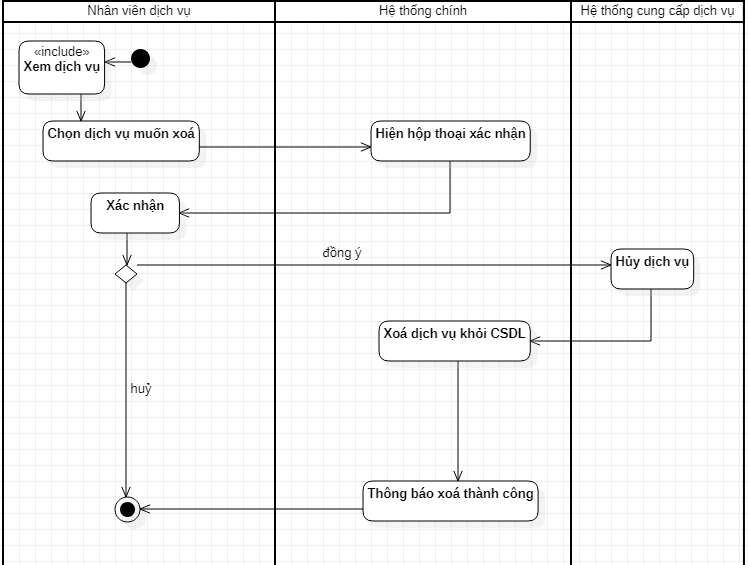 Nhân viên dịch vụ
Hệ thống chính
Hệ thống cung cấp dịch vụ
«include»
Xem dịch vụ
Chọn dịch vụ muốn xoá
Hiện hộp thoại xác nhận
Xác nhận
đồng ý
Hủy dịch vụ
Xoá dịch vụ khỏi CSDL
huỷ
Thông báo xoá thành công